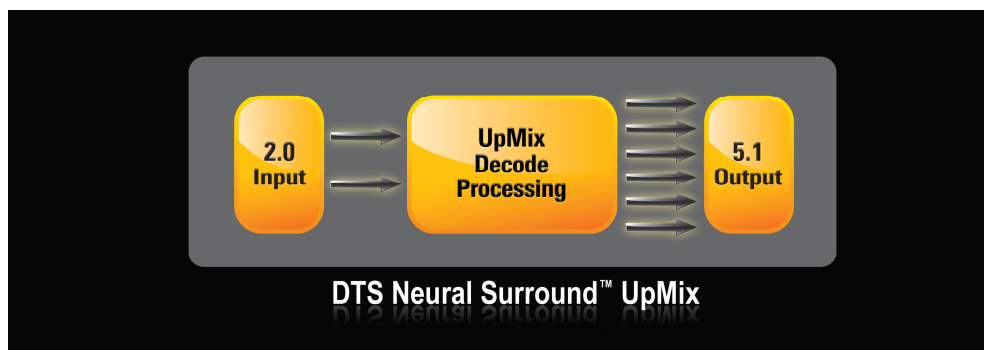 2.0
Input
UpMix
Decode
Processing
5.1
Output
DTS Neural Surround™ UpMix